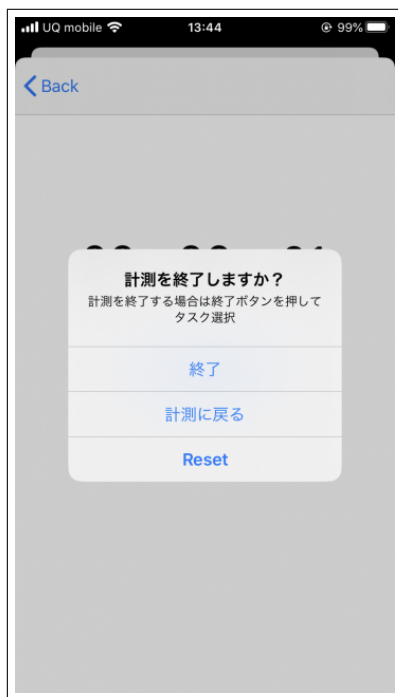 UQ mobile 13:44 99%
Back
計測を終了しますか？
計測を終了する場合は終了ボタンを押して
タスク選択
終了
計測に戻る
Reset